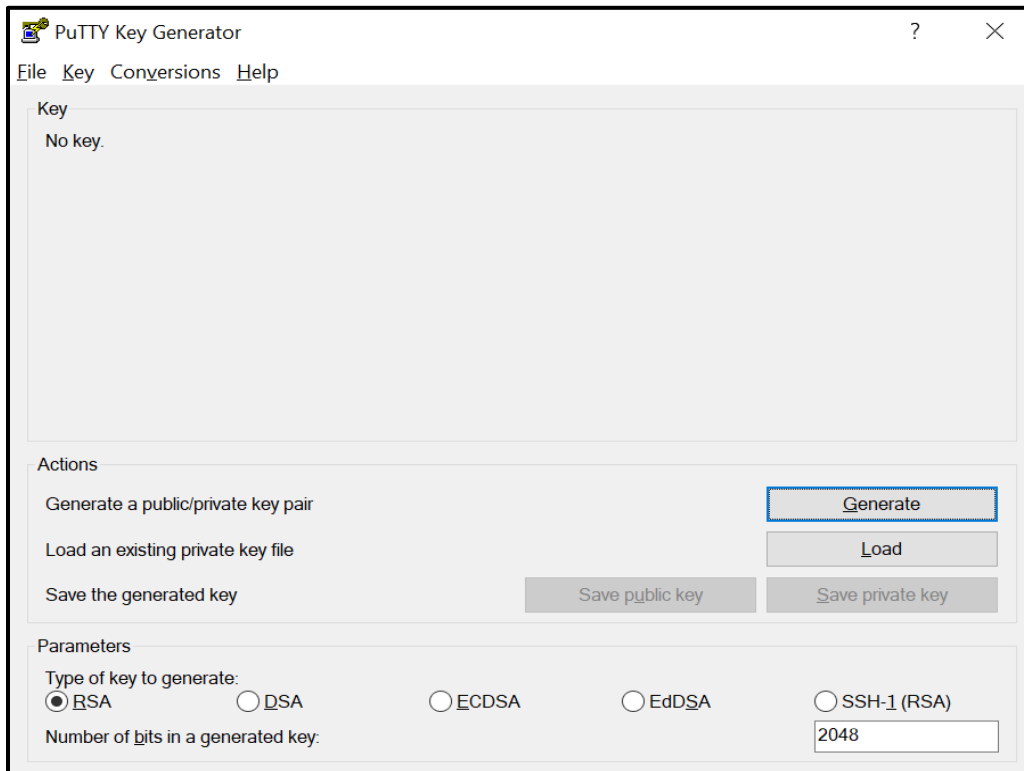 PuTTY Key Generator ?
File Key Conversions Help
Key
No key.
Actions
Generate a public/private key pair Generate
Load an existing private key file Load
Save the generated key Save public key Save private key
Parameters
Type of key to generate:
RSA DSA ECDSA EdDSA SSH-1 (RSA)
Number of bits in a generated key: 2048